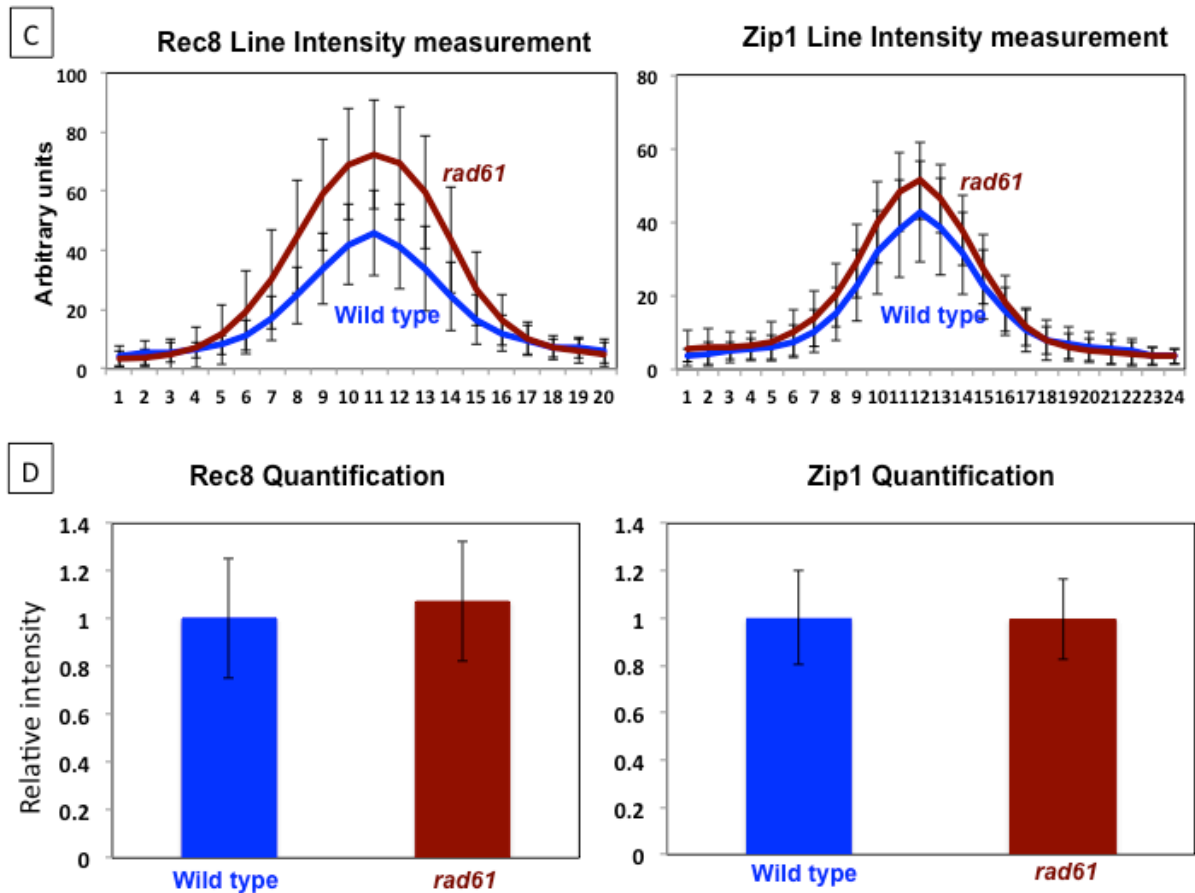 C
Rec8 Line Intensity measurement
Zip1 Line Intensity measurement
Arbitrary units
100
80
60
40
20
0
rad61
Wild type
1 2 3 4 5 6 7 8 9 10 11 12 13 14 15 16 17 18 19 20
80
60
40
20
0
rad61
Wild type
1 2 3 4 5 6 7 8 9 10 11 12 13 14 15 16 17 18 19 20 21 22 23 24
D
Rec8 Quantification
Zip1 Quantification
Relative intensity
1.4
1.2
1
0.8
0.6
0.4
0.2
0
Wild type
rad61
1.4
1.2
1
0.8
0.6
0.4
0.2
0
Wild type
rad61